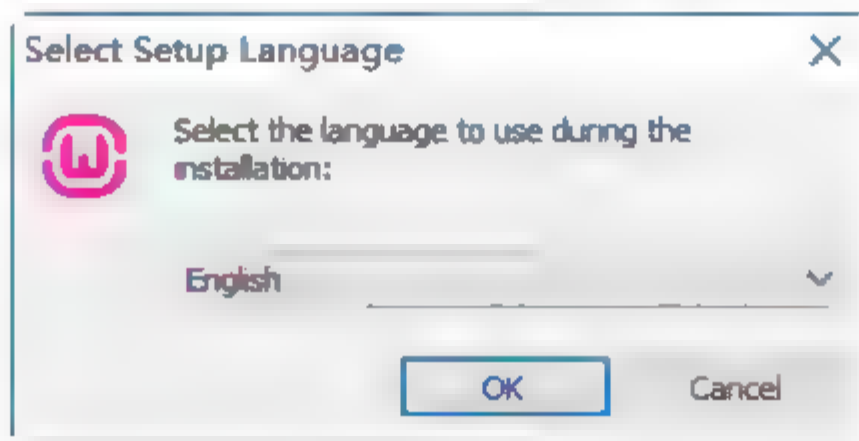 Select Setup Language
Select the language to use during the
installation:
English
OK
Cancel